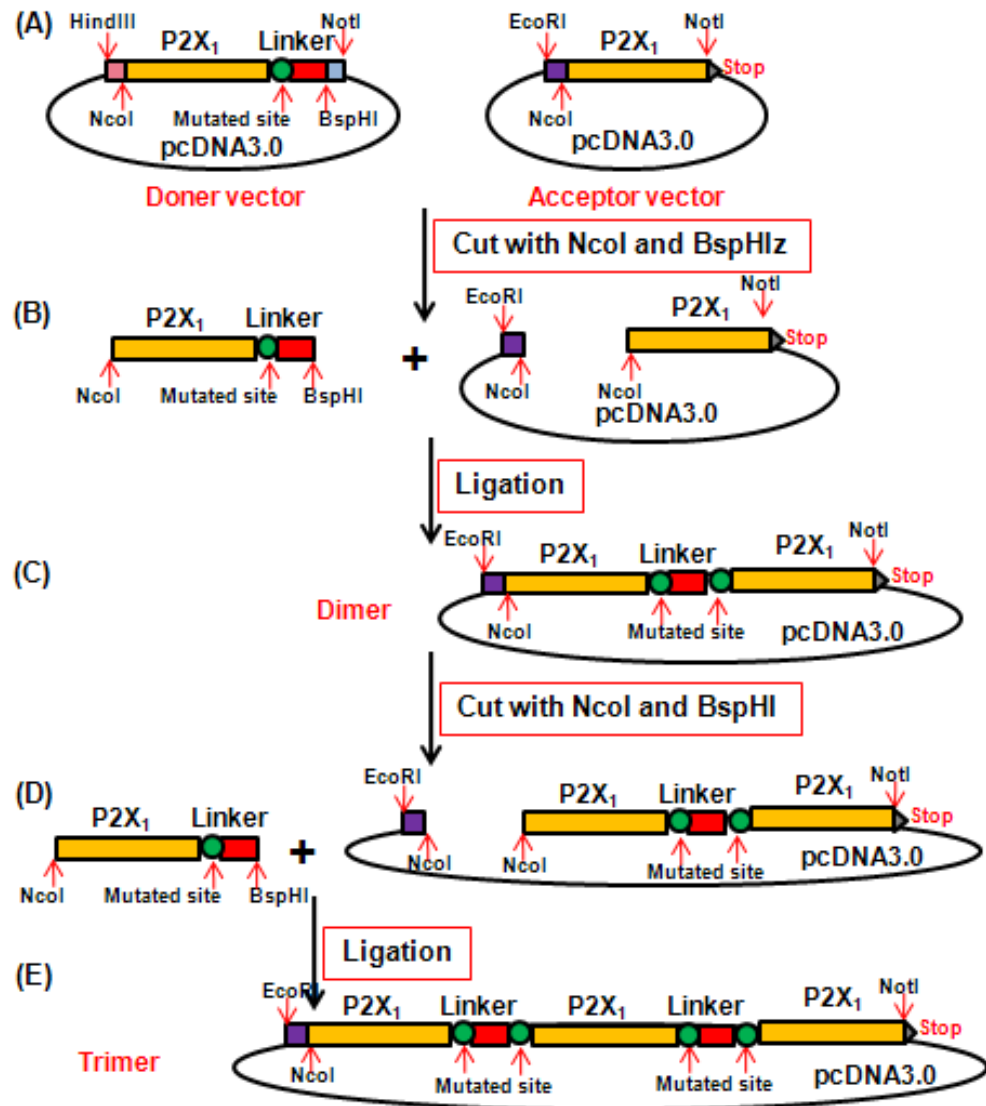 (A)
HindIII P2X₁ Linker NotI
NcoI Mutated site BspHI
pcDNA3.0
Doner vector
EcoRI P2X₁ NotI
Stop
NcoI
pcDNA3.0
Acceptor vector
Cut with NcoI and BspHIz
(B)
P2X₁ Linker
NcoI Mutated site BspHI
+
EcoRI P2X₁ NotI
Stop
NcoI NcoI
pcDNA3.0
Ligation
(C)
EcoRI P2X₁ Linker P2X₁ NotI
Stop
Dimer
NcoI Mutated site pcDNA3.0
Cut with NcoI and BspHI
(D)
P2X₁ Linker
NcoI Mutated site BspHI
+
EcoRI P2X₁ Linker P2X₁ NotI
Stop
NcoI NcoI Mutated site pcDNA3.0
Ligation
(E)
EcoRI P2X₁ Linker P2X₁ Linker P2X₁ NotI
Stop
Trimer
NcoI Mutated site Mutated site pcDNA3.0